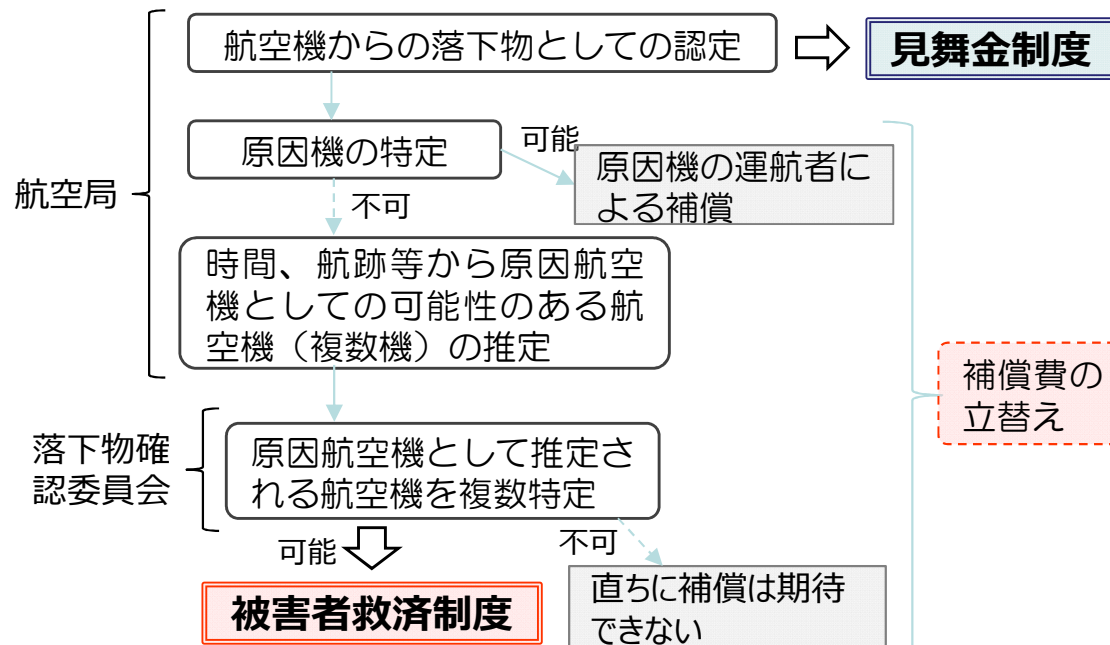 航空機からの落下物としての認定
見舞金制度
原因機の特定
可能
原因機の運航者に
よる補償
航空局
不可
時間、航跡等から原因航空
機としての可能性のある航
空機（複数機）の推定
補償費の
立替え
落下物確
認委員会
原因航空機として推定さ
れる航空機を複数特定
可能
不可
被害者救済制度
直ちに補償は期待
できない